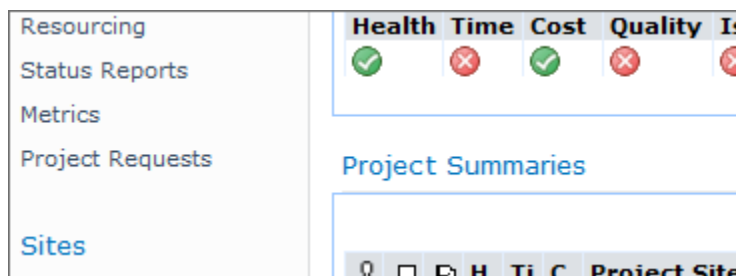 Resourcing
Status Reports
Metrics
Project Requests
Sites
Health Time Cost Quality
Project Summaries
H Ti C Project Site